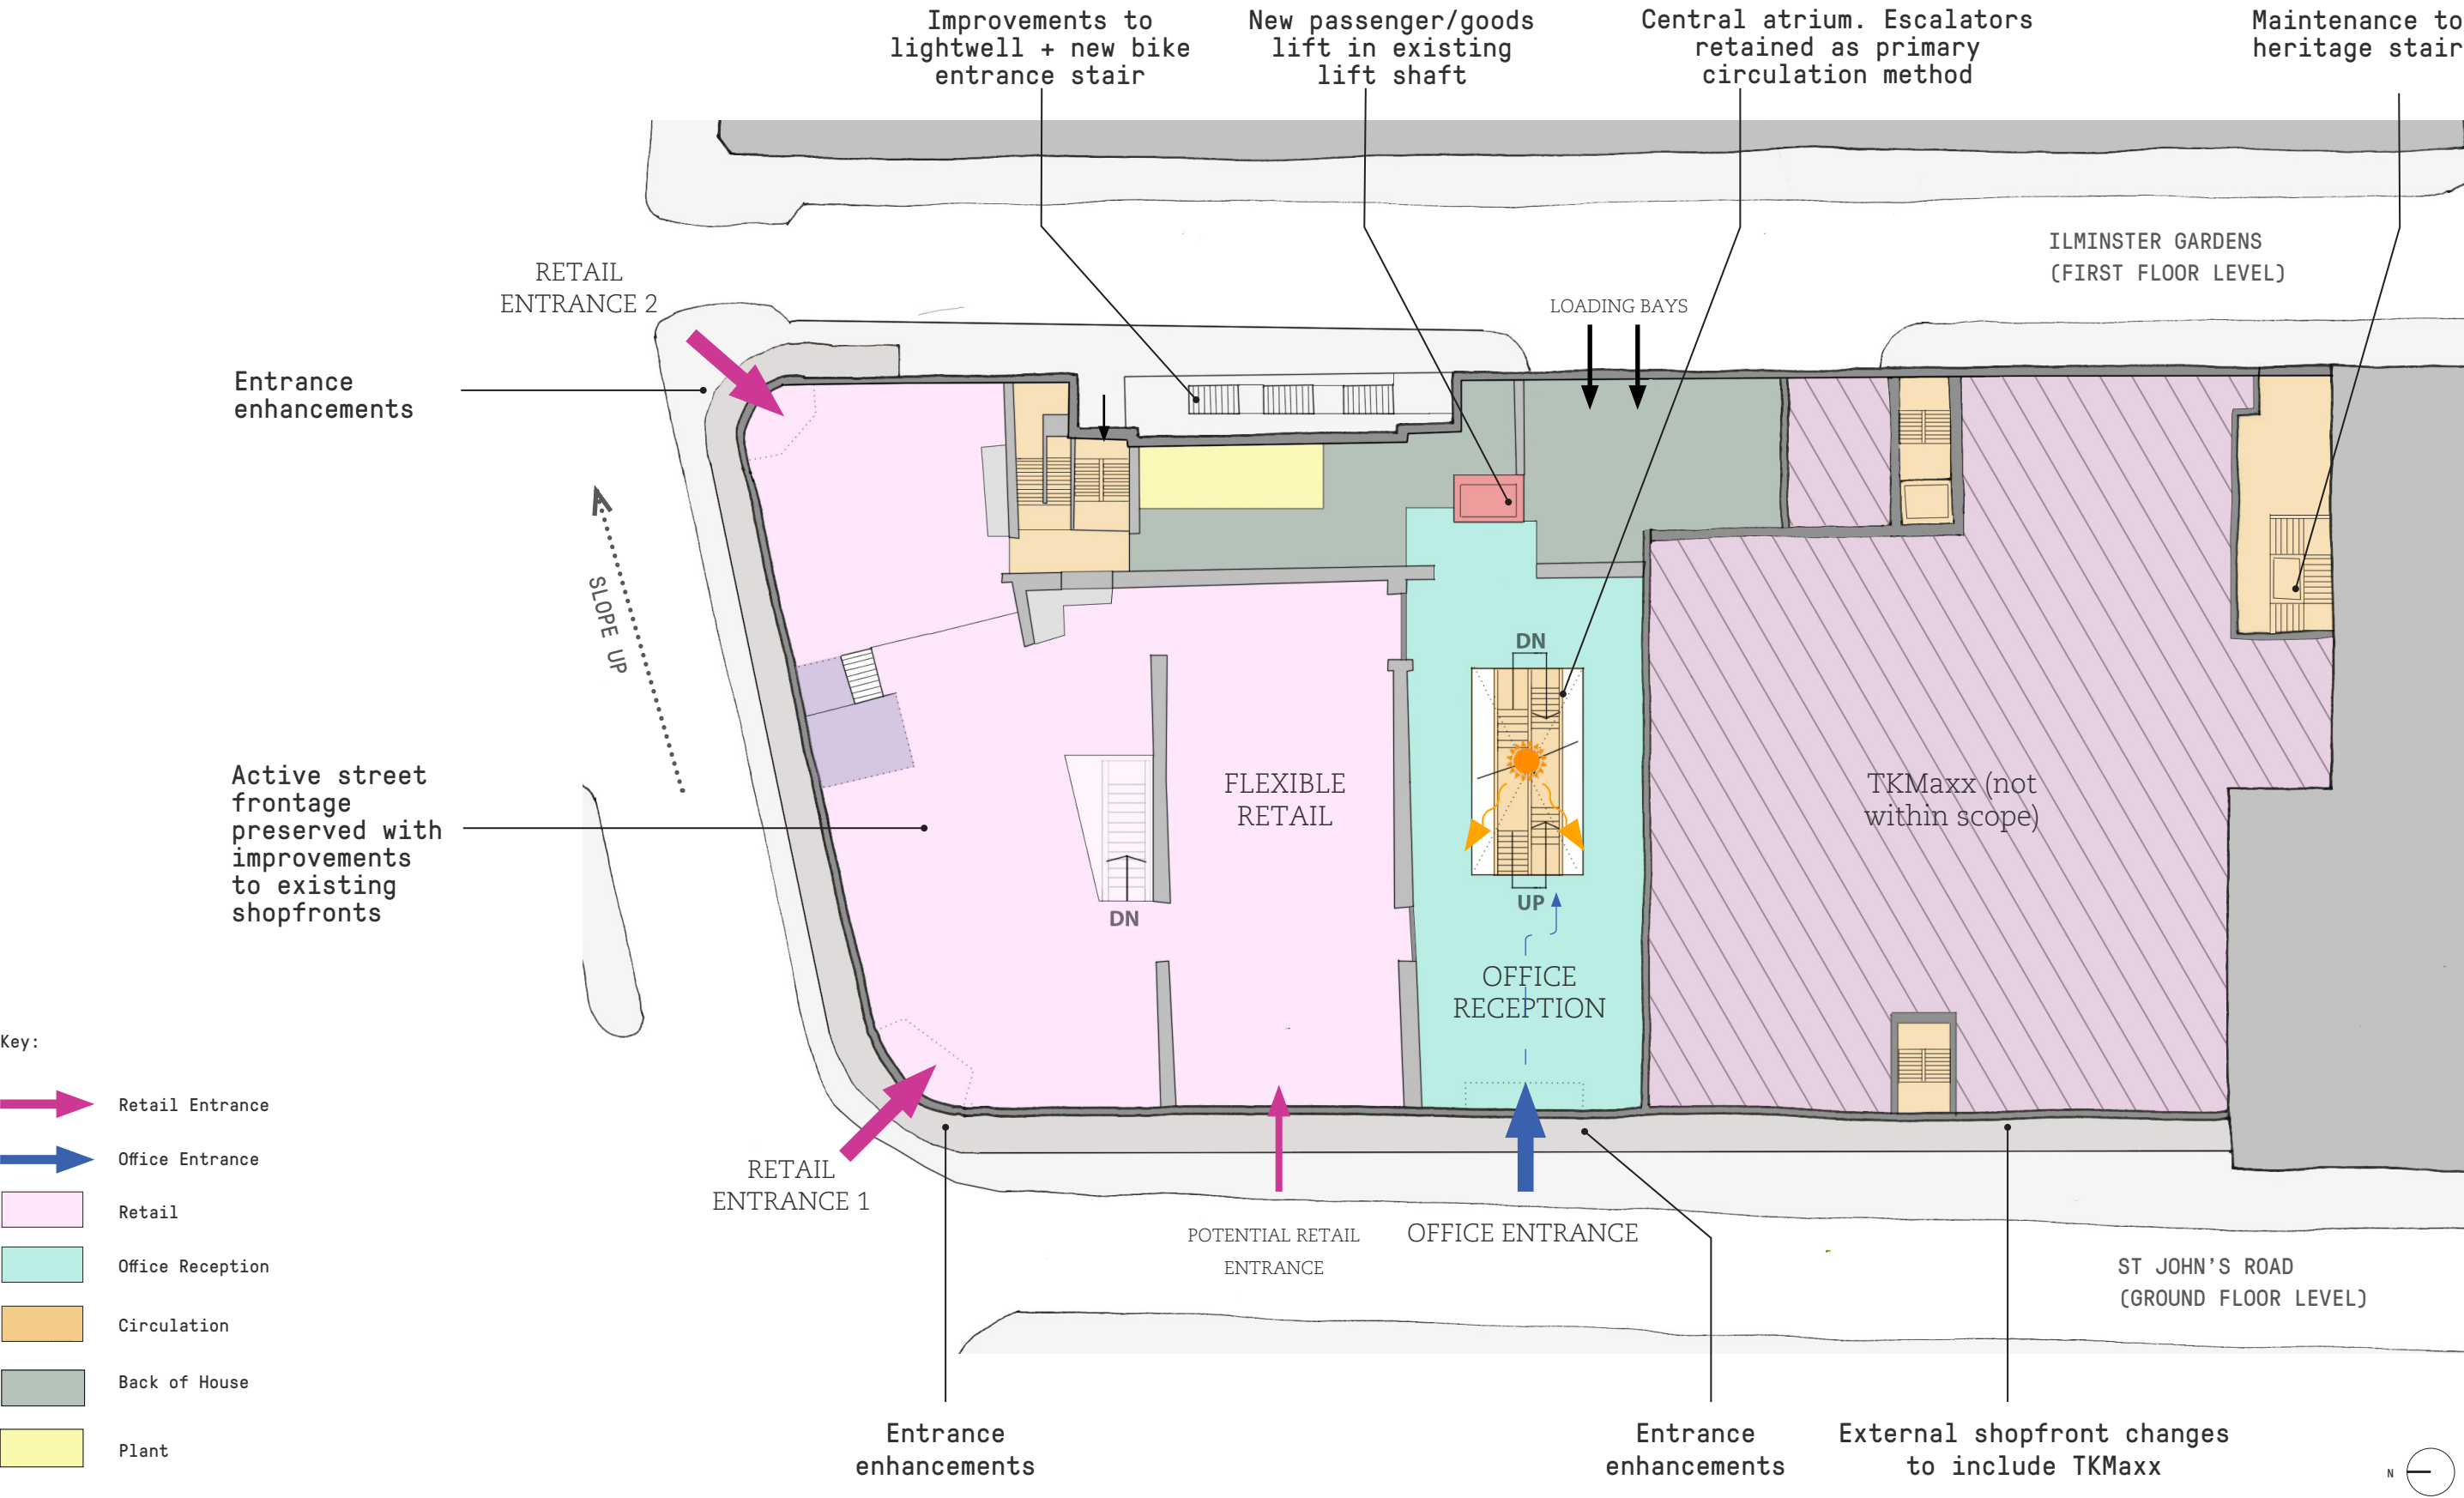 Improvements to
lightwell + new bike
entrance stair
New passenger/goods
lift in existing
lift shaft
Central atrium. Escalators
retained as primary
circulation method
Maintenance to
heritage stair
ILMINSTER GARDENS
(FIRST FLOOR LEVEL)
RETAIL
ENTRANCE 2
LOADING BAYS
Entrance
enhancements
SLOPE UP
DN
Active street
frontage
preserved with
improvements
to existing
shopfronts
FLEXIBLE
RETAIL
TKMaxx (not
within scope)
DN
UP
OFFICE
RECEPTION
Key:
Retail Entrance
Office Entrance
Retail
Office Reception
Circulation
Back of House
Plant
RETAIL
ENTRANCE 1
POTENTIAL RETAIL
ENTRANCE
OFFICE ENTRANCE
ST JOHN'S ROAD
(GROUND FLOOR LEVEL)
Entrance
enhancements
Entrance
enhancements
External shopfront changes
to include TKMaxx
N